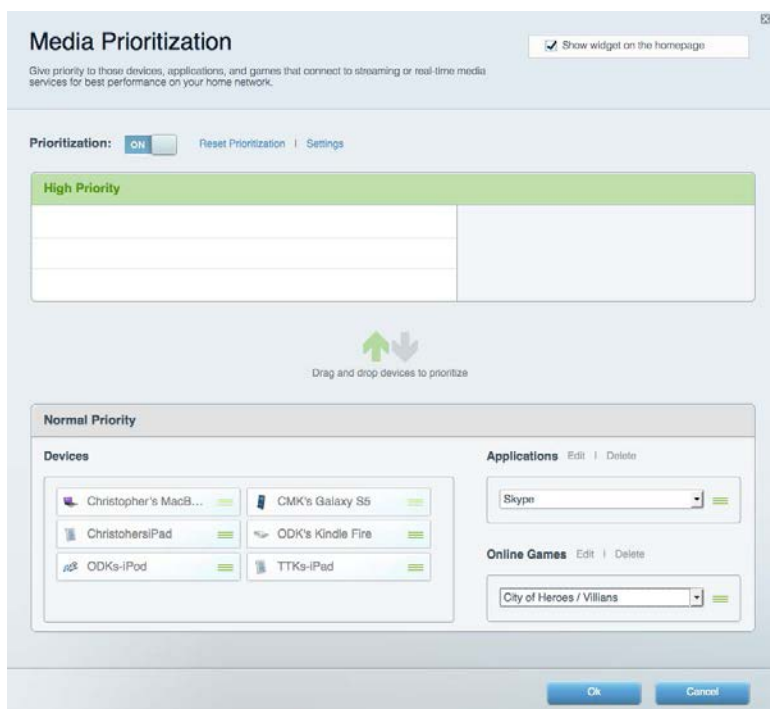 Media Prioritization
Show widget on the homepage
Give priority to those devices, applications, and games that connect to streaming or real-time media
services for best performance on your home network.
Prioritization: ON Reset Prioritization | Settings
High Priority
Drag and drop devices to prioritize
Normal Priority
Devices
Christopher's MacB...
CMK's Galaxy S5
ChristohersiPad
ODK's Kindle Fire
ODKs-iPod
TTKs-iPad
Applications Edit | Delete
Skype
Online Games Edit | Delete
City of Heroes / Villians
Ok
Cancel